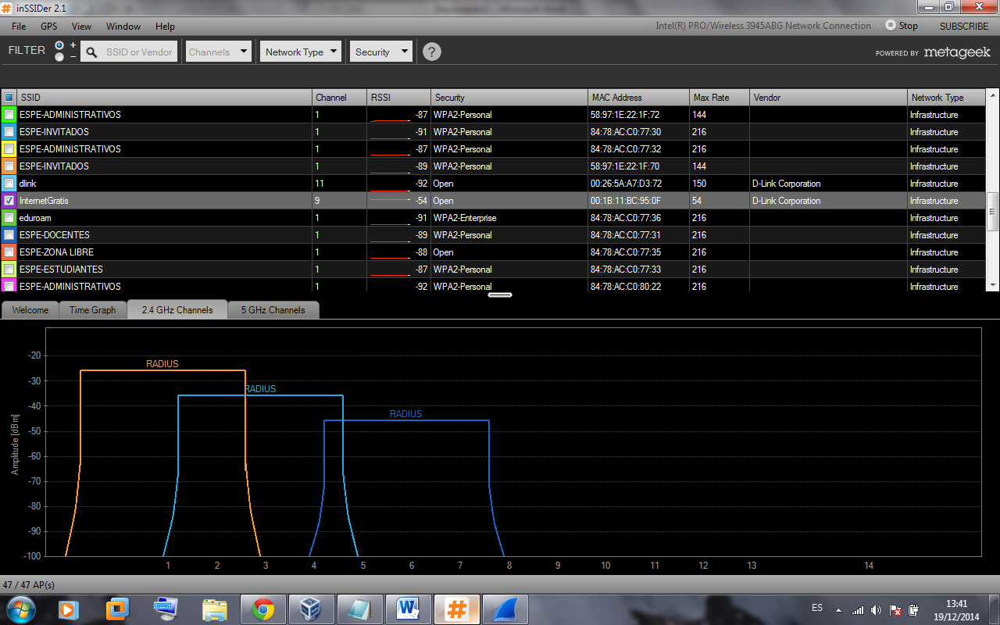 inSSIDer 2.1
File GPS View Window Help Intel(R) PRO/Wireless 3945ABG Network Connection Stop SUBSCRIBE
FILTER + − SSID or Vendor Channels Network Type Security ? POWERED BY metageek
SSID Channel RSSI Security MAC Address Max Rate Vendor Network Type
ESPE-ADMINISTRATIVOS 1 -87 WPA2-Personal 58:97:1E:22:1F:72 144 Infrastructure
ESPE-INVITADOS 1 -91 WPA2-Personal 84:78:AC:C0:77:30 216 Infrastructure
ESPE-ADMINISTRATIVOS 1 -87 WPA2-Personal 84:78:AC:C0:77:32 216 Infrastructure
ESPE-INVITADOS 1 -89 WPA2-Personal 58:97:1E:22:1F:70 144 Infrastructure
dlink 11 -92 Open 00:26:5A:A7:D3:72 150 D-Link Corporation Infrastructure
InternetGratis 9 -54 Open 00:1B:11:BC:95:0F 54 D-Link Corporation Infrastructure
eduroam 1 -91 WPA2-Enterprise 84:78:AC:C0:77:36 216 Infrastructure
ESPE-DOCENTES 1 -89 WPA2-Personal 84:78:AC:C0:77:31 216 Infrastructure
ESPE-ZONA LIBRE 1 -88 Open 84:78:AC:C0:77:35 216 Infrastructure
ESPE-ESTUDIANTES 1 -87 WPA2-Personal 84:78:AC:C0:77:33 216 Infrastructure
ESPE-ADMINISTRATIVOS 1 -92 WPA2-Personal 84:78:AC:C0:80:22 216 Infrastructure
Welcome Time Graph 2.4 GHz Channels 5 GHz Channels
-20
RADIUS
-30
RADIUS
-40
RADIUS
-50
-60
-70
-80
-90
-100
Amplitude [dBm]
1 2 3 4 5 6 7 8 9 10 11 12 13 14
47 / 47 AP(s)
ES 13:41
19/12/2014